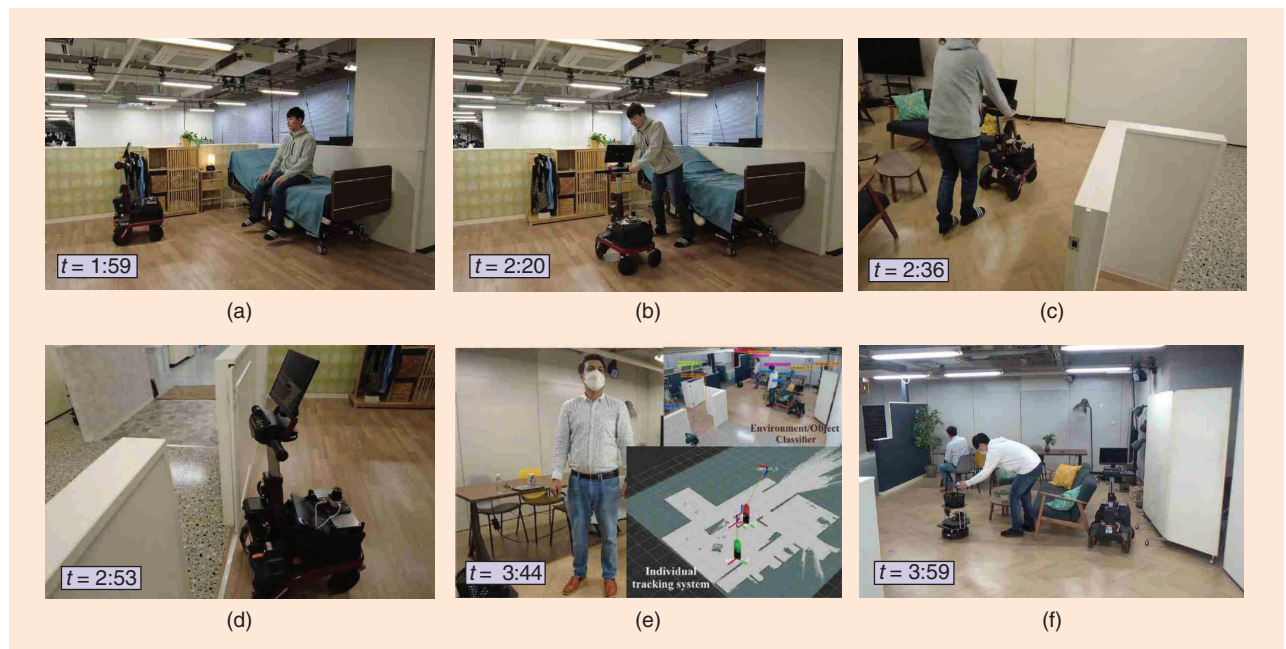 t = 1:59
t = 2:20
t = 2:36
(a)
(b)
(c)
t = 2:53
t = 3:44
Environment/Object
Classifier
Individual
tracking system
t = 3:59
(d)
(e)
(f)